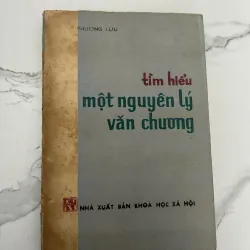 PHƯƠNG LỰU
tìm hiểu
một nguyên lý
văn chương
NHÀ XUẤT BẢN KHOA HỌC XÃ HỘI